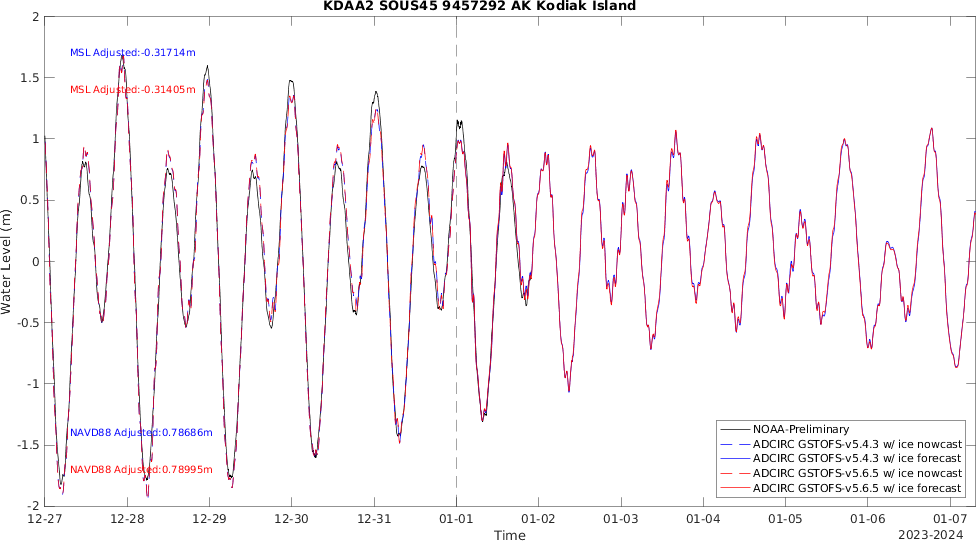 KDAA2 SOUS45 9457292 AK Kodiak Island
2
1.5
1
0.5
0
-0.5
-1
-1.5
-2
Water Level (m)
MSL Adjusted:-0.31714m
MSL Adjusted:-0.31405m
NAVD88 Adjusted:0.78686m
NAVD88 Adjusted:0.78995m
NOAA-Preliminary
ADCIRC GSTOFS-v5.4.3 w/ ice nowcast
ADCIRC GSTOFS-v5.4.3 w/ ice forecast
ADCIRC GSTOFS-v5.6.5 w/ ice nowcast
ADCIRC GSTOFS-v5.6.5 w/ ice forecast
12-27 12-28 12-29 12-30 12-31 01-01 01-02 01-03 01-04 01-05 01-06 01-07
Time
2023-2024